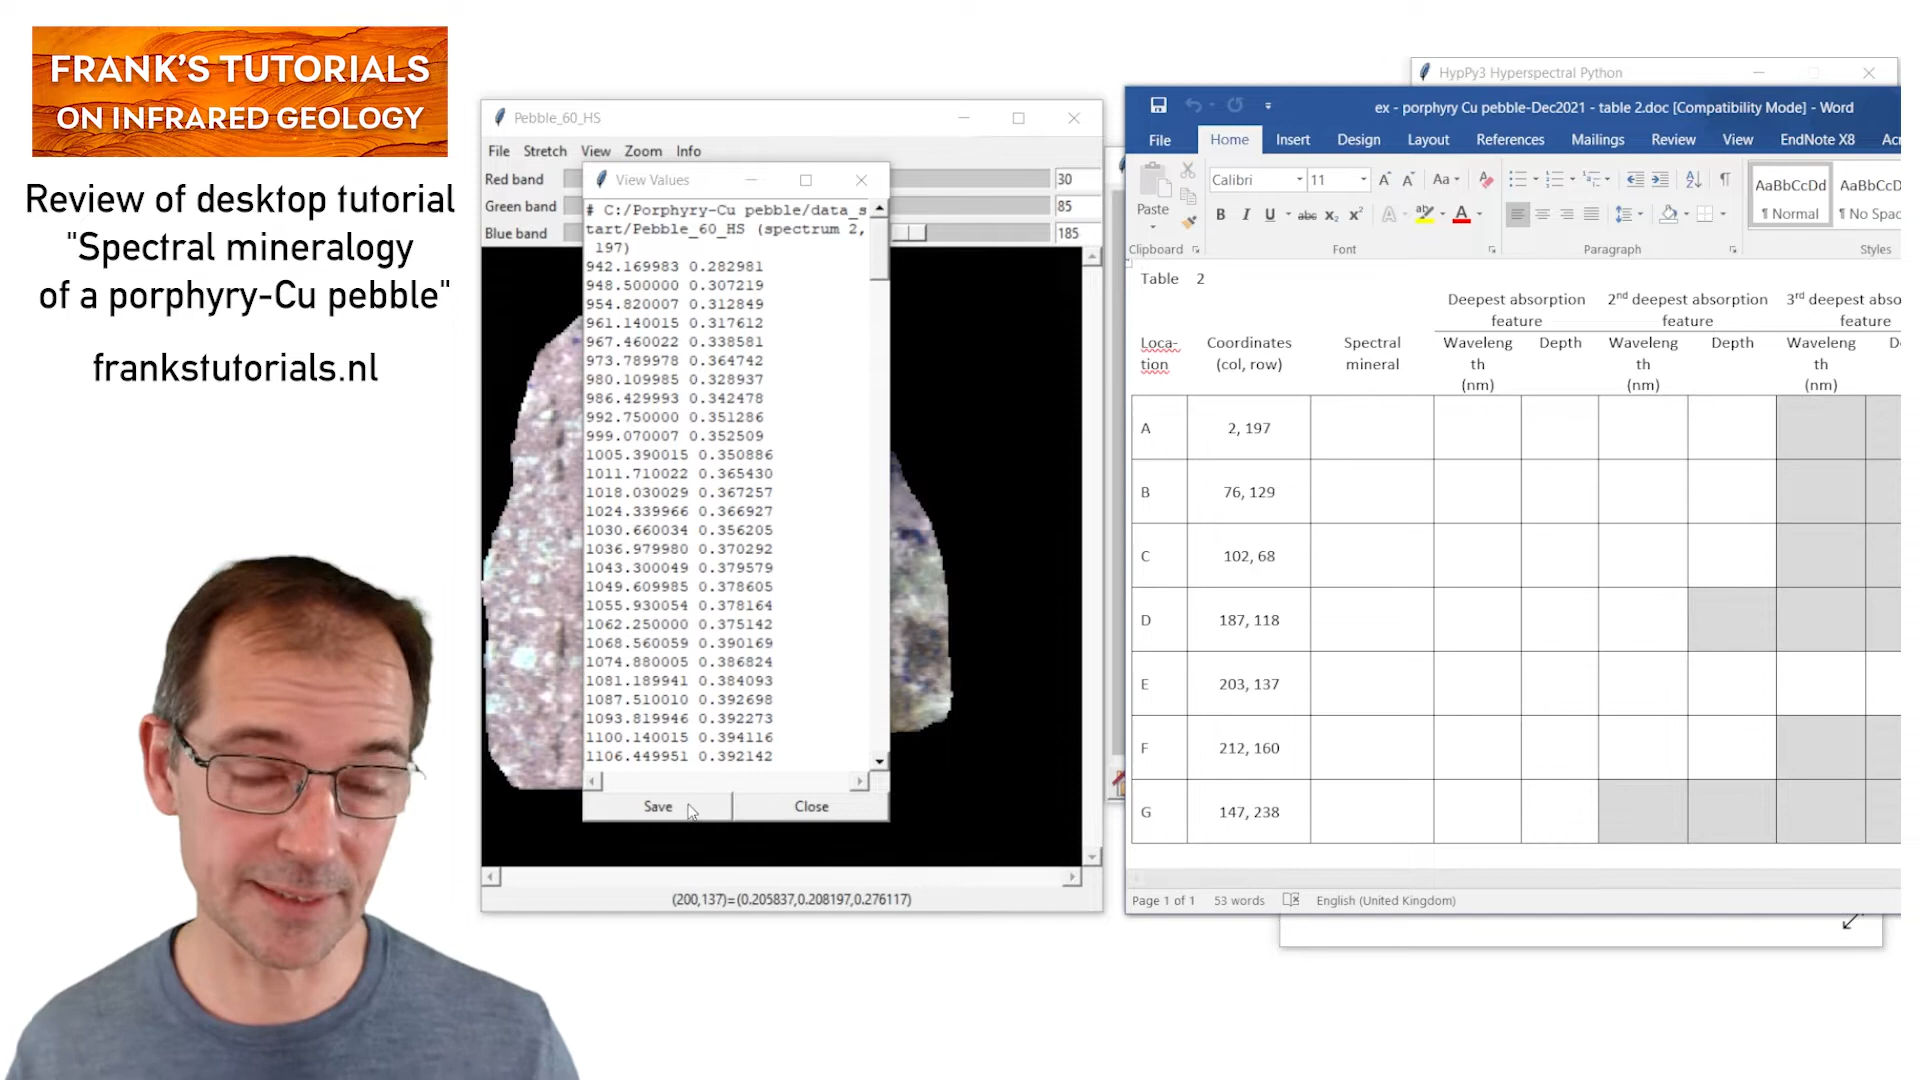 FRANK'S TUTORIALS
ON INFRARED GEOLOGY
Review of desktop tutorial
"Spectral mineralogy
of a porphyry-Cu pebble"
frankstutorials.nl
Pebble_60_HS
File Stretch View Zoom Info
Red band 30
Green band 85
Blue band 185
View Values
# C:/Porphyry-Cu pebble/data_s
tart/Pebble_60_HS (spectrum 2,
197)
942.169983 0.282981
948.500000 0.307219
954.820007 0.312849
961.140015 0.317612
967.460022 0.338581
973.789978 0.364742
980.109985 0.328937
986.429993 0.342478
992.750000 0.351286
999.070007 0.352509
1005.390015 0.350886
1011.710022 0.365430
1018.030029 0.367257
1024.339966 0.366927
1030.660034 0.356205
1036.979980 0.370292
1043.300049 0.379579
1049.609985 0.378605
1055.930054 0.378164
1062.250000 0.375142
1068.560059 0.390169
1074.880005 0.386824
1081.189941 0.384093
1087.510010 0.392698
1093.819946 0.392273
1100.140015 0.394116
1106.449951 0.392142
Save Close
(200,137)=(0.205837,0.208197,0.276117)
HypPy3 Hyperspectral Python
ex - porphyry Cu pebble-Dec2021 - table 2.doc [Compatibility Mode] - Word
File Home Insert Design Layout References Mailings Review View EndNote X8 Ac
Paste
Calibri 11
AaBbCcDd AaBbCcD
¶ Normal ¶ No Spac
Clipboard Font Paragraph Styles
Table 2
Deepest absorption
feature
2nd deepest absorption
feature
3rd deepest abso
feature
Loca-
tion
Coordinates
(col, row)
Spectral
mineral
Waveleng
th
(nm)
Depth
Waveleng
th
(nm)
Depth
Waveleng
th
(nm)
D
A 2, 197
B 76, 129
C 102, 68
D 187, 118
E 203, 137
F 212, 160
G 147, 238
Page 1 of 1 53 words English (United Kingdom)